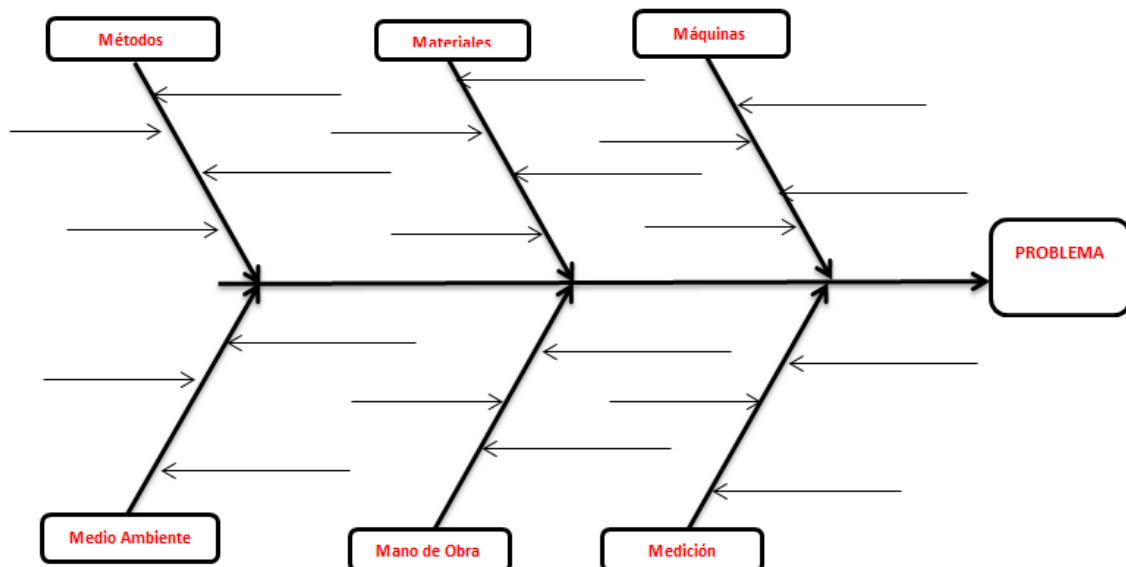 Métodos
Materiales
Máquinas
PROBLEMA
Medio Ambiente
Mano de Obra
Medición